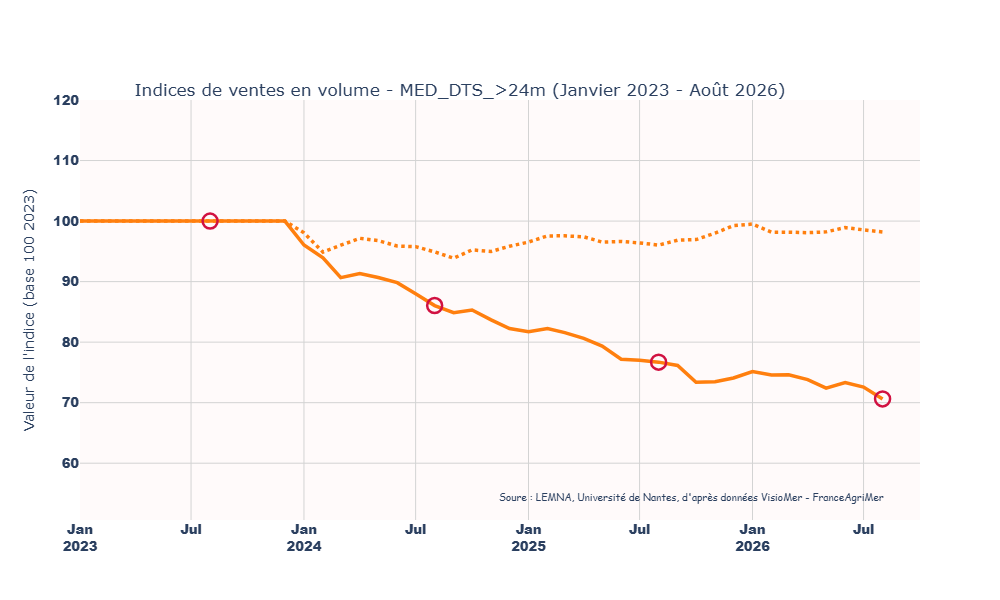 Indices de ventes en volume - MED_DTS_>24m (Janvier 2023 - Août 2026)
120
110
100
90
80
70
60
Valeur de l'indice (base 100 2023)
Soure : LEMNA, Université de Nantes, d'après données VisioMer - FranceAgriMer
Jan Jul Jan Jul Jan Jul Jan Jul
2023 2024 2025 2026